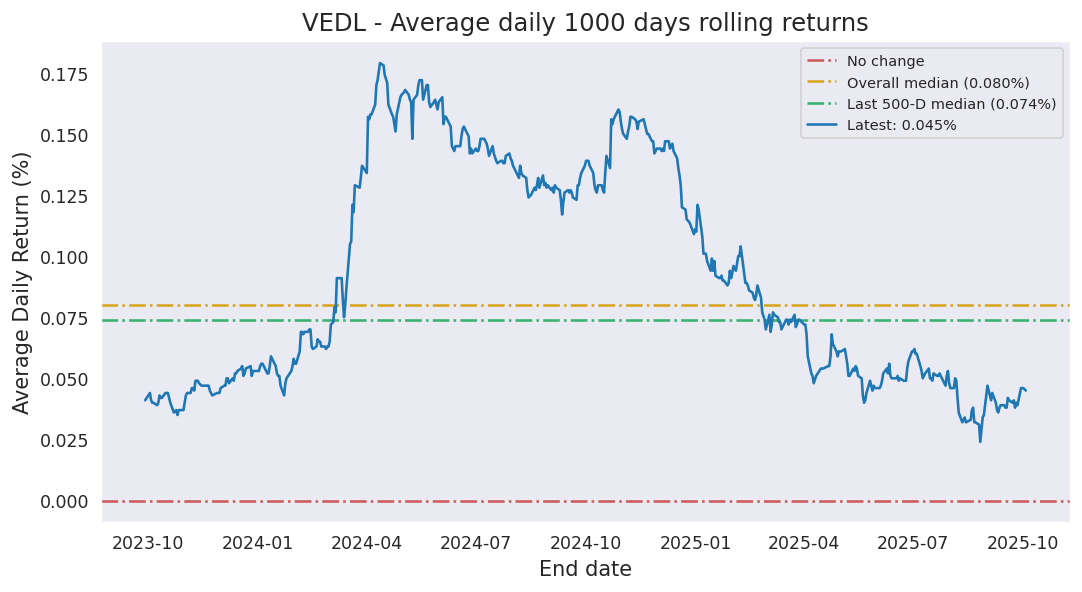 VEDL - Average daily 1000 days rolling returns
No change
Overall median (0.080%)
Last 500-D median (0.074%)
Latest: 0.045%
Average Daily Return (%)
0.175
0.150
0.125
0.100
0.075
0.050
0.025
0.000
2023-10 2024-01 2024-04 2024-07 2024-10 2025-01 2025-04 2025-07 2025-10
End date